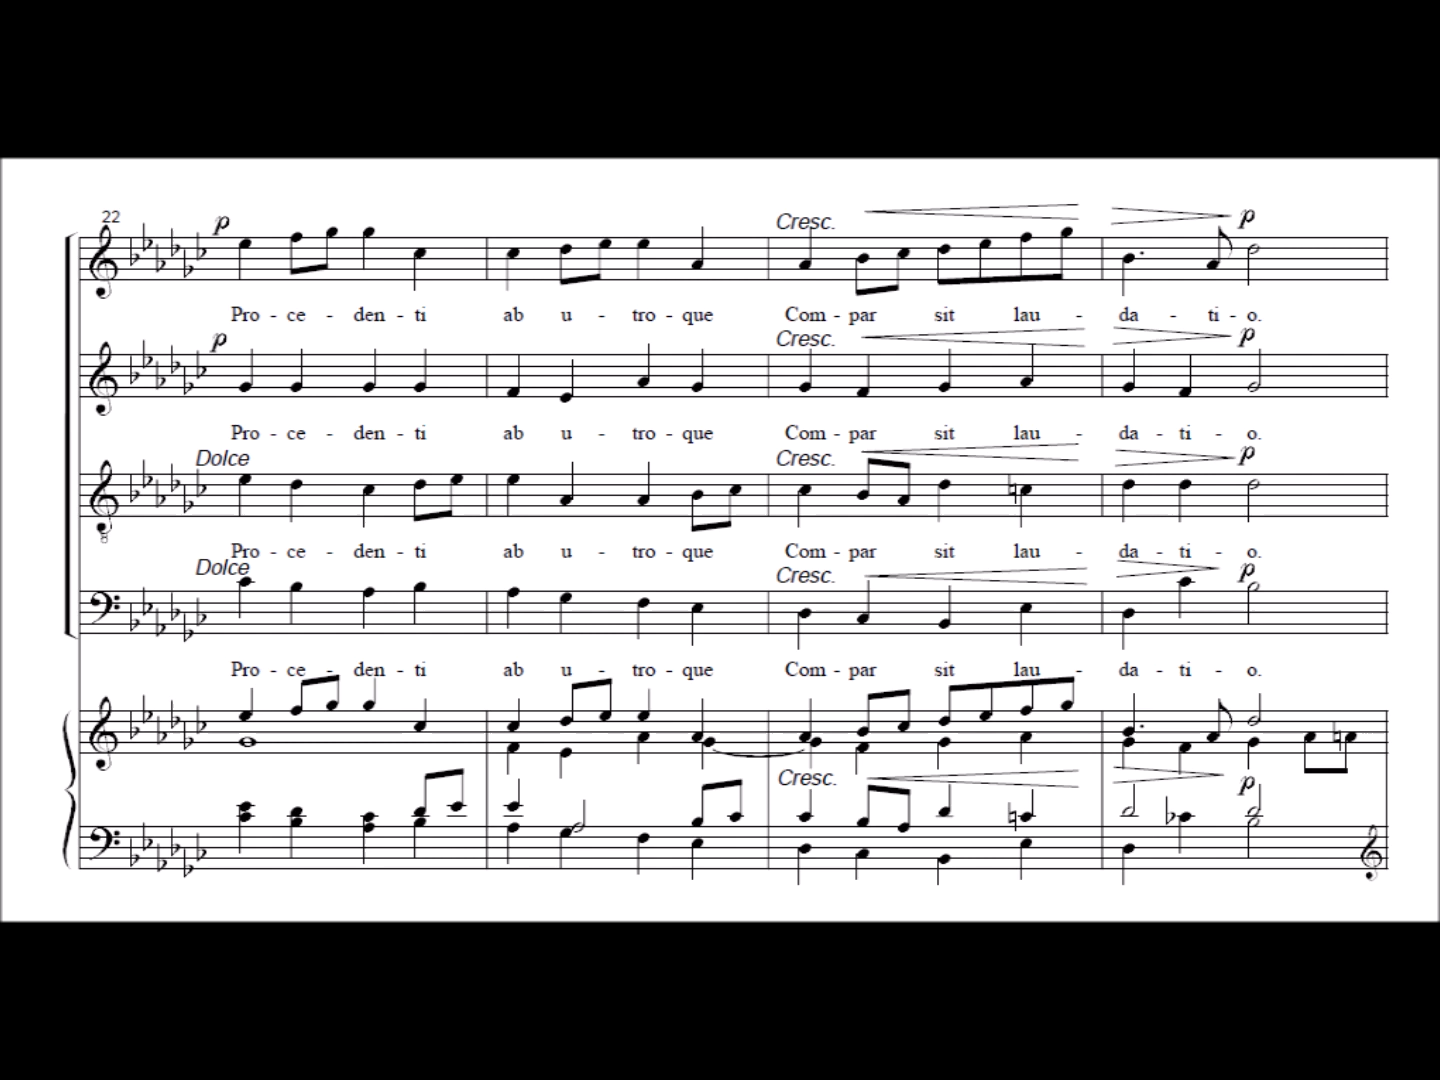 22
p
Cresc.
p
Pro - ce - den - ti ab u - tro - que Com - par sit lau - da - ti - o.
p
Cresc.
p
Pro - ce - den - ti ab u - tro - que Com - par sit lau - da - ti - o.
Dolce
Cresc.
p
8
Pro - ce - den - ti ab u - tro - que Com - par sit lau - da - ti - o.
Dolce
Cresc.
p
Pro - ce - den - ti ab u - tro - que Com - par sit lau - da - ti - o.
Cresc.
p